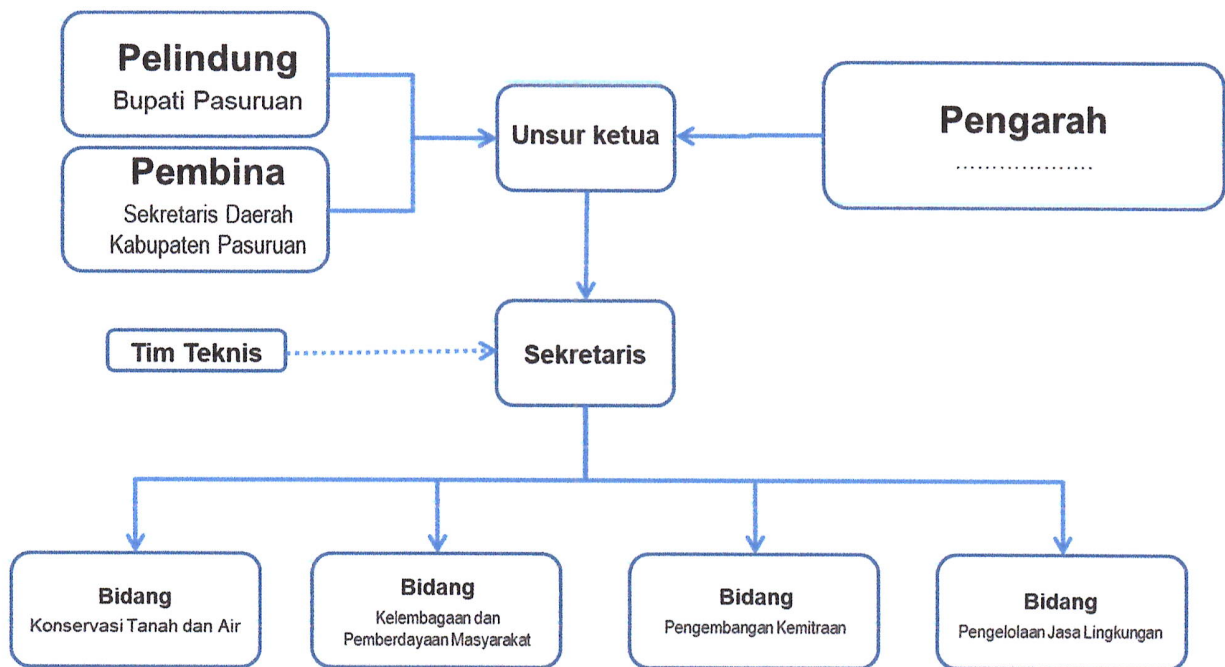 Pelindung
Bupati Pasuruan
Pembina
Sekretaris Daerah
Kabupaten Pasuruan
Unsur ketua
Pengarah
...................
Tim Teknis
Sekretaris
Bidang
Konservasi Tanah dan Air
Bidang
Kelembagaan dan
Pemberdayaan Masyarakat
Bidang
Pengembangan Kemitraan
Bidang
Pengelolaan Jasa Lingkungan